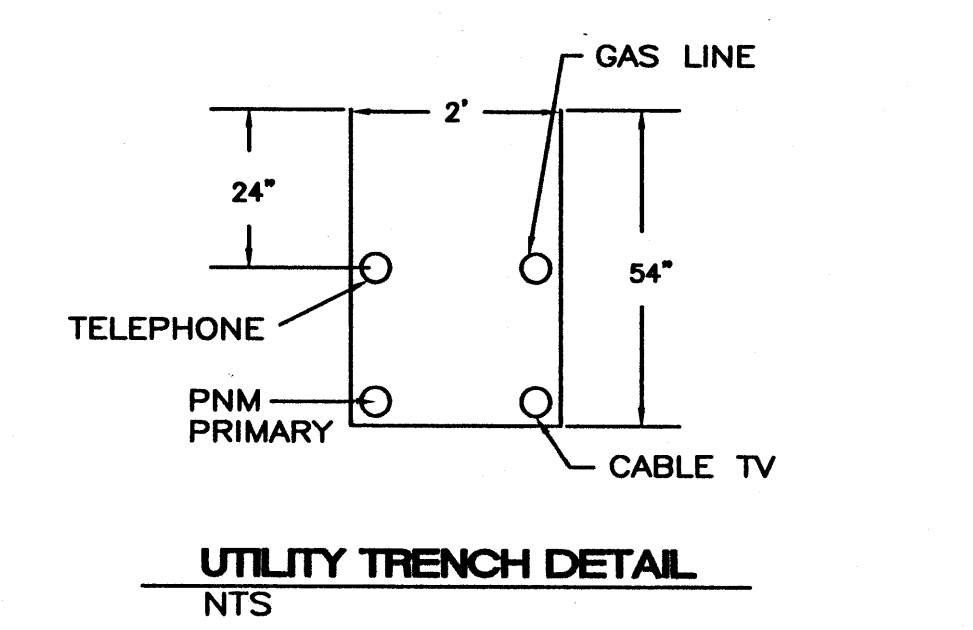 GAS LINE
2'
24"
54"
TELEPHONE
PNM
PRIMARY
CABLE TV
UTILITY TRENCH DETAIL
NTS